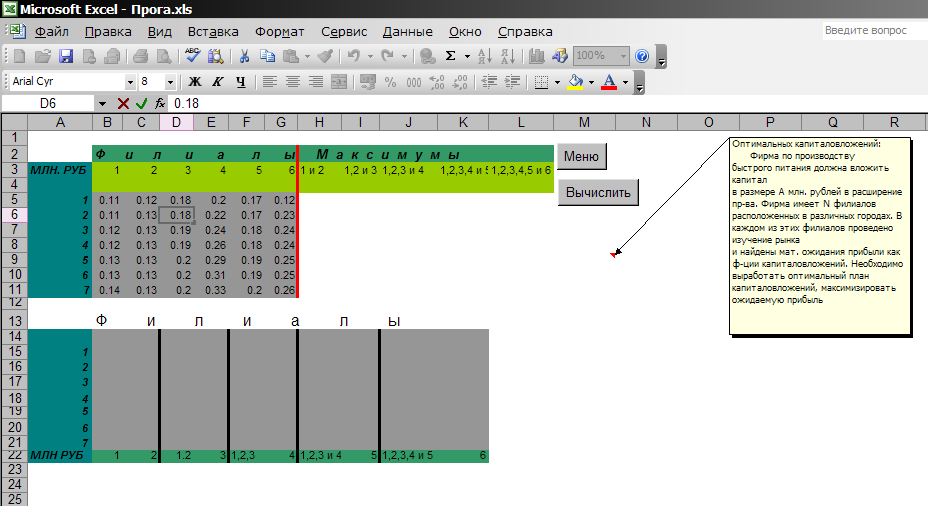 Microsoft Excel - Прога.xls
Файл Правка Вид Вставка Формат Сервис Данные Окно Справка
Введите вопрос
100%
Arial Cyr 8 Ж К Ч
D6 fx 0.18
A B C D E F G H I J K L M N O P Q R
1
2 Ф и л и а л ы М а к с и м у м ы
3 МЛН. РУБ 1 2 3 4 5 6 1 и 2 1,2 и 3 1,2,3 и 4 1,2,3,4 и 5 1,2,3,4,5 и 6
4
5 1 0.11 0.12 0.18 0.2 0.17 0.12
6 2 0.11 0.13 0.18 0.22 0.17 0.23
7 3 0.12 0.13 0.19 0.24 0.18 0.24
8 4 0.12 0.13 0.19 0.26 0.18 0.24
9 5 0.13 0.13 0.2 0.29 0.19 0.25
10 6 0.13 0.13 0.2 0.31 0.19 0.25
11 7 0.14 0.13 0.2 0.33 0.2 0.26
Меню
Вычислить
Оптимальных капиталовложений:
Фирма по производству
быстрого питания должна вложить
капитал
в размере А млн. рублей в расширение
пр-ва. Фирма имеет N филиалов
расположенных в различных городах. В
каждом из этих филиалов проведено
изучение рынка
и найдены мат. ожидания прибыли как
ф-ции капиталовложений. Необходимо
выработать оптимальный план
капиталовложений, максимизировать
ожидаемую прибыль
12
13 Ф и л и а л ы
14
15 1
16 2
17 3
18 4
19 5
20 6
21 7
22 МЛН РУБ 1 2 1.2 3 1,2,3 4 1,2,3 и 4 5 1,2,3,4 и 5 6
23
24
25